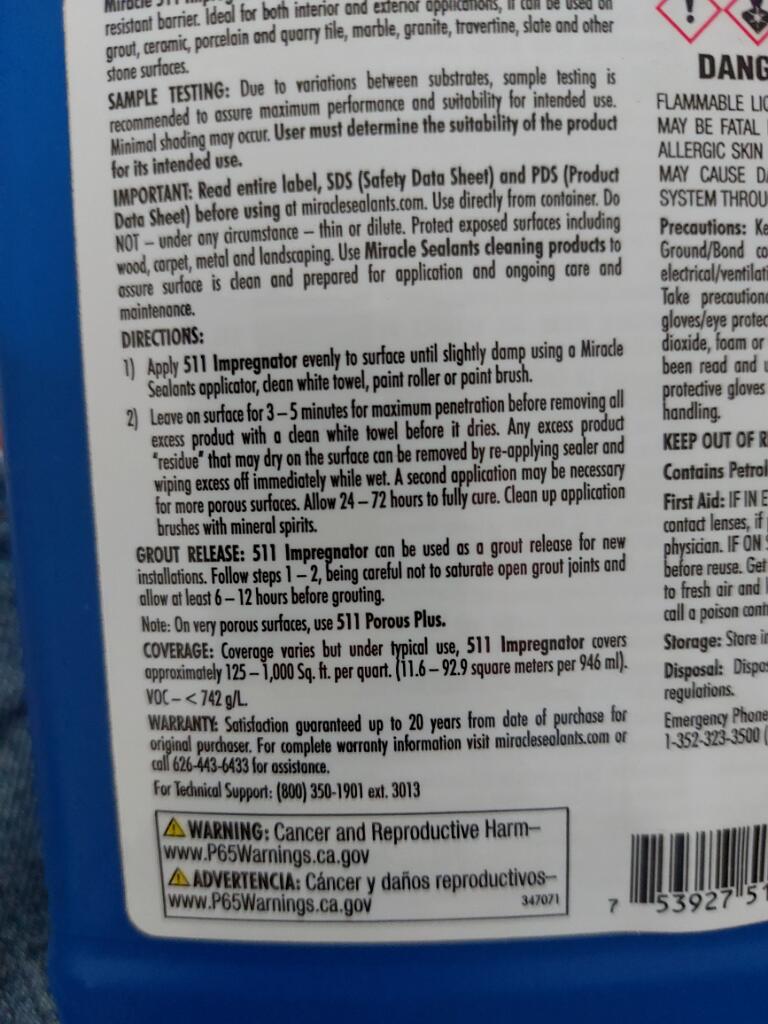 Miracle 511
resistant barrier. Ideal for both interior and exterior applications, it can be used on
grout, ceramic, porcelain and quarry tile, marble, granite, travertine, slate and other
stone surfaces.
SAMPLE TESTING: Due to variations between substrates, sample testing is
recommended to assure maximum performance and suitability for intended use.
Minimal shading may occur. User must determine the suitability of the product
for its intended use.
IMPORTANT: Read entire label, SDS (Safety Data Sheet) and PDS (Product
Data Sheet) before using at miraclesealants.com. Use directly from container. Do
NOT – under any circumstance – thin or dilute. Protect exposed surfaces including
wood, carpet, metal and landscaping. Use Miracle Sealants cleaning products to
assure surface is clean and prepared for application and ongoing care and
maintenance.
DIRECTIONS:
1) Apply 511 Impregnator evenly to surface until slightly damp using a Miracle
Sealants applicator, clean white towel, paint roller or paint brush.
2) Leave on surface for 3 – 5 minutes for maximum penetration before removing all
excess product with a clean white towel before it dries. Any excess product
"residue" that may dry on the surface can be removed by re-applying sealer and
wiping excess off immediately while wet. A second application may be necessary
for more porous surfaces. Allow 24 – 72 hours to fully cure. Clean up application
brushes with mineral spirits.
GROUT RELEASE: 511 Impregnator can be used as a grout release for new
installations. Follow steps 1 – 2, being careful not to saturate open grout joints and
allow at least 6 – 12 hours before grouting.
Note: On very porous surfaces, use 511 Porous Plus.
COVERAGE: Coverage varies but under typical use, 511 Impregnator covers
approximately 125 – 1,000 Sq. ft. per quart. (11.6 – 92.9 square meters per 946 ml).
VOC – < 742 g/L.
WARRANTY: Satisfaction guaranteed up to 20 years from date of purchase for
original purchaser. For complete warranty information visit miraclesealants.com or
call 626-443-6433 for assistance.
For Technical Support: (800) 350-1901 ext. 3013
WARNING: Cancer and Reproductive Harm–
www.P65Warnings.ca.gov
ADVERTENCIA: Cáncer y daños reproductivos–
www.P65Warnings.ca.gov 347071
DANG
FLAMMABLE LIQ
MAY BE FATAL
ALLERGIC SKIN
MAY CAUSE DA
SYSTEM THROU
Precautions: Ke
Ground/Bond co
electrical/ventilati
Take precaution
gloves/eye protec
dioxide, foam or
been read and u
protective gloves
handling.
KEEP OUT OF R
Contains Petrol
First Aid: IF IN E
contact lenses, if
physician. IF ON S
before reuse. Get
to fresh air and
call a poison cont
Storage: Store in
Disposal: Dispos
regulations.
Emergency Phone
1-352-323-3500 (
7 53927 51